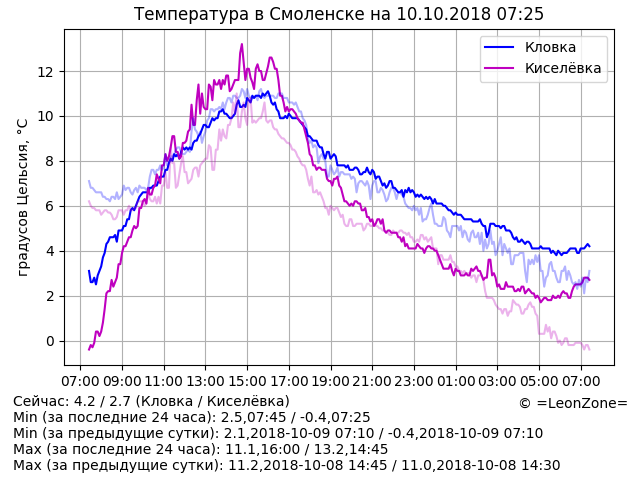 Температура в Смоленске на 10.10.2018 07:25
Кловка
Киселёвка
градусов Цельсия, °C
12
10
8
6
4
2
0
07:00 09:00 11:00 13:00 15:00 17:00 19:00 21:00 23:00 01:00 03:00 05:00 07:00
Сейчас: 4.2 / 2.7 (Кловка / Киселёвка)
© =LeonZone=
Min (за последние 24 часа): 2.5,07:45 / -0.4,07:25
Min (за предыдущие сутки): 2.1,2018-10-09 07:10 / -0.4,2018-10-09 07:10
Max (за последние 24 часа): 11.1,16:00 / 13.2,14:45
Max (за предыдущие сутки): 11.2,2018-10-08 14:45 / 11.0,2018-10-08 14:30